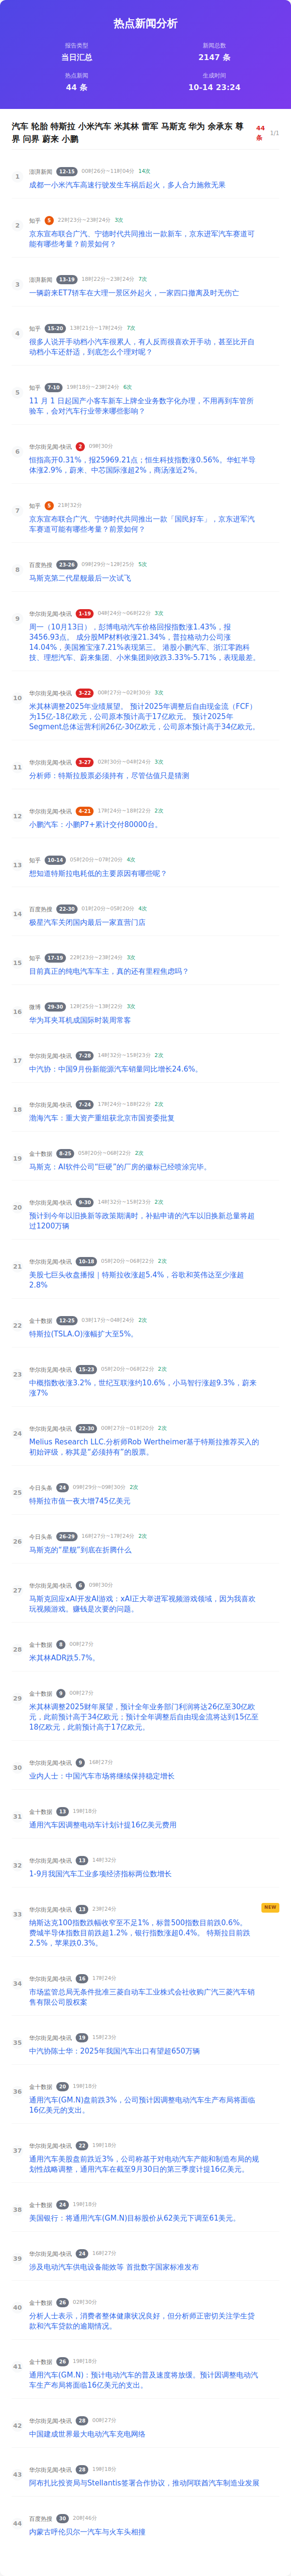 热点新闻分析
报告类型
新闻总数
当日汇总
2147 条
热点新闻
生成时间
44 条
10-14 23:24
汽车 轮胎 特斯拉 小米汽车 米其林 雷军 马斯克 华为 余承东 尊
界 问界 蔚来 小鹏
44
条
1/1
1
澎湃新闻 12-15 00时26分~11时04分 14次
成都一小米汽车高速行驶发生车祸后起火，多人合力施救无果
2
知乎 5 22时23分~23时24分 3次
京东宣布联合广汽、宁德时代共同推出一款新车，京东进军汽车赛道可
能有哪些考量？前景如何？
3
澎湃新闻 13-19 18时22分~23时24分 7次
一辆蔚来ET7轿车在大理一景区外起火，一家四口撤离及时无伤亡
4
知乎 15-20 13时21分~17时24分 7次
很多人说开手动档小汽车很累人，有人反而很喜欢开手动，甚至比开自
动档小车还舒适，到底怎么个理对呢？
5
知乎 7-10 19时18分~23时24分 6次
11 月 1 日起国产小客车新车上牌全业务数字化办理，不用再到车管所
验车，会对汽车行业带来哪些影响？
6
华尔街见闻-快讯 2 09时30分
恒指高开0.31%，报25969.21点；恒生科技指数涨0.56%。华虹半导
体涨2.9%，蔚来、中芯国际涨超2%，商汤涨近2%。
7
知乎 5 21时32分
京东宣布联合广汽、宁德时代共同推出一款「国民好车」，京东进军汽
车赛道可能有哪些考量？前景如何？
8
百度热搜 23-26 09时29分~12时25分 5次
马斯克第二代星舰最后一次试飞
9
华尔街见闻-快讯 1-19 04时24分~06时22分 3次
周一（10月13日），彭博电动汽车价格回报指数涨1.43%，报
3456.93点。 成分股MP材料收涨21.34%，普拉格动力公司涨
14.04%，美国雅宝涨7.21%表现第三。 港股小鹏汽车、浙江零跑科
技、理想汽车、蔚来集团、小米集团则收跌3.33%-5.71%，表现最差。
10
华尔街见闻-快讯 3-22 00时27分~02时30分 3次
米其林调整2025年业绩展望。 预计2025年调整后自由现金流（FCF）
为15亿-18亿欧元，公司原本预计高于17亿欧元。 预计2025年
Segment总体运营利润26亿-30亿欧元，公司原本预计高于34亿欧元。
11
华尔街见闻-快讯 3-27 02时30分~04时24分 3次
分析师：特斯拉股票必须持有，尽管估值只是猜测
12
华尔街见闻-快讯 4-21 17时24分~18时22分 2次
小鹏汽车：小鹏P7+累计交付80000台。
13
知乎 10-14 05时20分~07时20分 4次
想知道特斯拉电耗低的主要原因有哪些呢？
14
百度热搜 22-30 01时20分~05时20分 4次
极星汽车关闭国内最后一家直营门店
15
知乎 17-19 22时23分~23时24分 3次
目前真正的纯电汽车车主，真的还有里程焦虑吗？
16
微博 29-30 12时25分~13时22分 3次
华为耳夹耳机成国际时装周常客
17
华尔街见闻-快讯 7-28 14时32分~15时23分 2次
中汽协：中国9月份新能源汽车销量同比增长24.6%。
18
华尔街见闻-快讯 7-24 17时24分~18时22分 2次
渤海汽车：重大资产重组获北京市国资委批复
19
金十数据 8-25 05时20分~06时22分 2次
马斯克：AI软件公司“巨硬”的厂房的徽标已经喷涂完毕。
20
华尔街见闻-快讯 9-30 14时32分~15时23分 2次
预计到今年以旧换新等政策期满时，补贴申请的汽车以旧换新总量将超
过1200万辆
21
华尔街见闻-快讯 10-18 05时20分~06时22分 2次
美股七巨头收盘播报｜特斯拉收涨超5.4%，谷歌和英伟达至少涨超
2.8%
22
金十数据 12-25 03时17分~04时24分 2次
特斯拉(TSLA.O)涨幅扩大至5%。
23
华尔街见闻-快讯 15-23 05时20分~06时22分 2次
中概指数收涨3.2%，世纪互联涨约10.6%，小马智行涨超9.3%，蔚来
涨7%
24
华尔街见闻-快讯 22-30 00时27分~01时20分 2次
Melius Research LLC.分析师Rob Wertheimer基于特斯拉推荐买入的
初始评级，称其是“必须持有”的股票。
25
今日头条 24 09时29分~09时30分 2次
特斯拉市值一夜大增745亿美元
26
今日头条 26-29 16时27分~17时24分 2次
马斯克的“星舰”到底在折腾什么
27
华尔街见闻-快讯 6 09时30分
马斯克回应xAI开发AI游戏：xAI正大举进军视频游戏领域，因为我喜欢
玩视频游戏。赚钱是次要的问题。
28
金十数据 8 00时27分
米其林ADR跌5.7%。
29
金十数据 9 00时27分
米其林调整2025财年展望，预计全年业务部门利润将达26亿至30亿欧
元，此前预计高于34亿欧元；预计全年调整后自由现金流将达到15亿至
18亿欧元，此前预计高于17亿欧元。
30
华尔街见闻-快讯 9 16时27分
业内人士：中国汽车市场将继续保持稳定增长
31
金十数据 13 19时18分
通用汽车因调整电动车计划计提16亿美元费用
32
华尔街见闻-快讯 13 14时32分
1-9月我国汽车工业多项经济指标两位数增长
33
华尔街见闻-快讯 13 23时24分
NEW
纳斯达克100指数跌幅收窄至不足1%，标普500指数目前跌0.6%。
费城半导体指数目前跌超1.2%，银行指数涨超0.4%。 特斯拉目前跌
2.5%，苹果跌0.3%。
34
华尔街见闻-快讯 16 17时24分
市场监管总局无条件批准三菱自动车工业株式会社收购广汽三菱汽车销
售有限公司股权案
35
华尔街见闻-快讯 19 15时23分
中汽协陈士华：2025年我国汽车出口有望超650万辆
36
金十数据 20 19时18分
通用汽车(GM.N)盘前跌3%，公司预计因调整电动汽车生产布局将面临
16亿美元的支出。
37
华尔街见闻-快讯 22 19时18分
通用汽车美股盘前跌近3%，公司称基于对电动汽车产能和制造布局的规
划性战略调整，通用汽车在截至9月30日的第三季度计提16亿美元。
38
金十数据 24 19时18分
美国银行：将通用汽车(GM.N)目标股价从62美元下调至61美元。
39
华尔街见闻-快讯 24 16时27分
涉及电动汽车供电设备能效等 首批数字国家标准发布
40
金十数据 26 02时30分
分析人士表示，消费者整体健康状况良好，但分析师正密切关注学生贷
款和汽车贷款的逾期情况。
41
金十数据 26 19时18分
通用汽车(GM.N)：预计电动汽车的普及速度将放缓。预计因调整电动汽
车生产布局将面临16亿美元的支出。
42
华尔街见闻-快讯 28 00时27分
中国建成世界最大电动汽车充电网络
43
华尔街见闻-快讯 28 19时18分
阿布扎比投资局与Stellantis签署合作协议，推动阿联酋汽车制造业发展
44
百度热搜 30 20时46分
内蒙古呼伦贝尔一汽车与火车头相撞